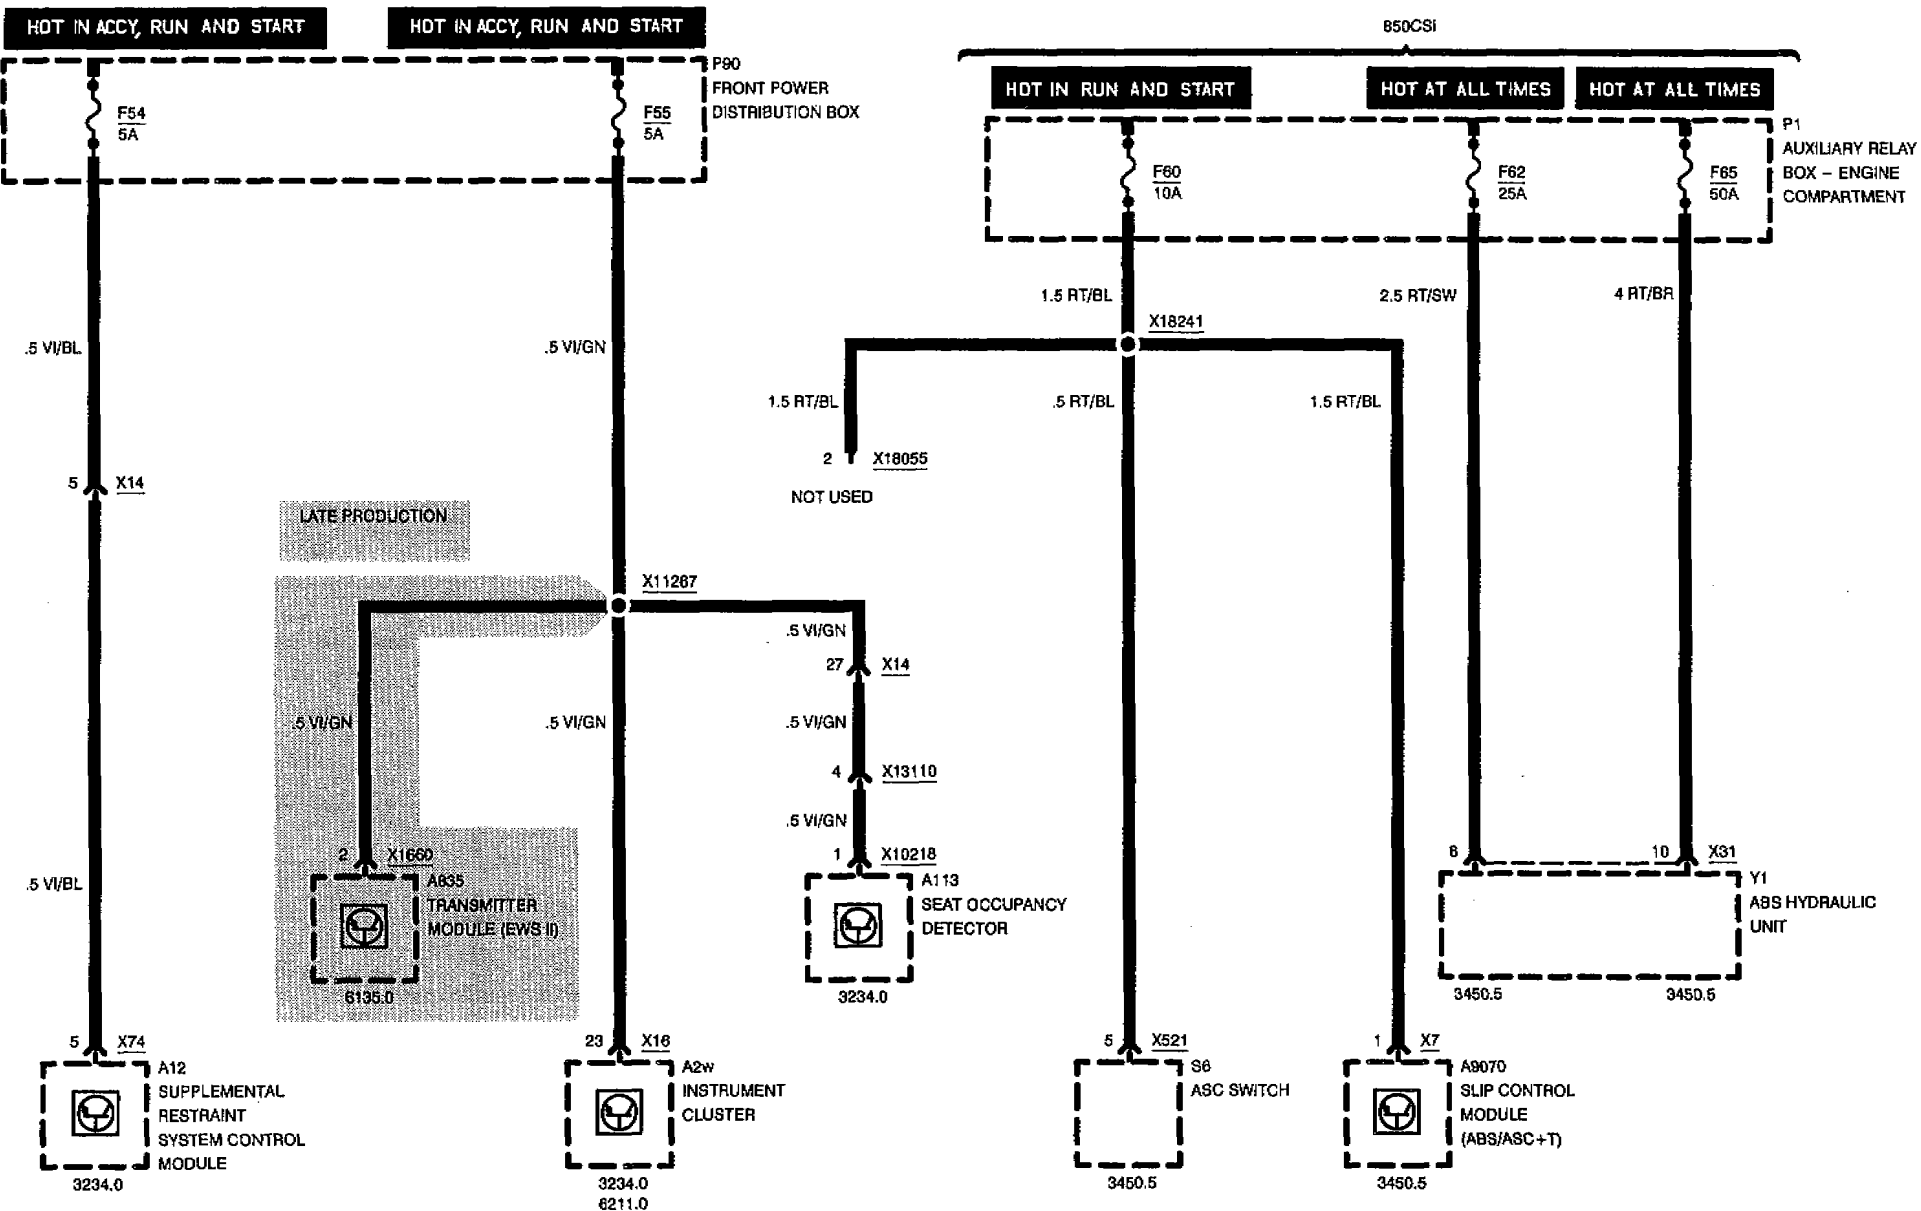 HOT IN ACCY, RUN AND START
HOT IN ACCY, RUN AND START
P90
FRONT POWER
DISTRIBUTION BOX
F54
5A
F55
5A
850CSi
HOT IN RUN AND START
HOT AT ALL TIMES
HOT AT ALL TIMES
P1
AUXILIARY RELAY
BOX – ENGINE
COMPARTMENT
F60
10A
F62
25A
F65
50A
1.5 RT/BL
2.5 RT/SW
4 RT/BR
X18241
.5 VI/BL
.5 VI/GN
1.5 RT/BL
.5 RT/BL
1.5 RT/BL
2 X18055
NOT USED
5 X14
LATE PRODUCTION
X11287
.5 VI/GN
27 X14
.5 VI/GN
.5 VI/GN
.5 VI/GN
4 X13110
.5 VI/GN
2 X1660
1 X10218
6
10 X31
.5 VI/BL
A835
TRANSMITTER
MODULE (EWS II)
6135.0
A113
SEAT OCCUPANCY
DETECTOR
3234.0
Y1
ABS HYDRAULIC
UNIT
3450.5
3450.5
5 X74
23 X16
5 X521
1 X7
A12
SUPPLEMENTAL
RESTRAINT
SYSTEM CONTROL
MODULE
3234.0
A2w
INSTRUMENT
CLUSTER
3234.0
6211.0
S6
ASC SWITCH
3450.5
A9070
SLIP CONTROL
MODULE
(ABS/ASC+T)
3450.5